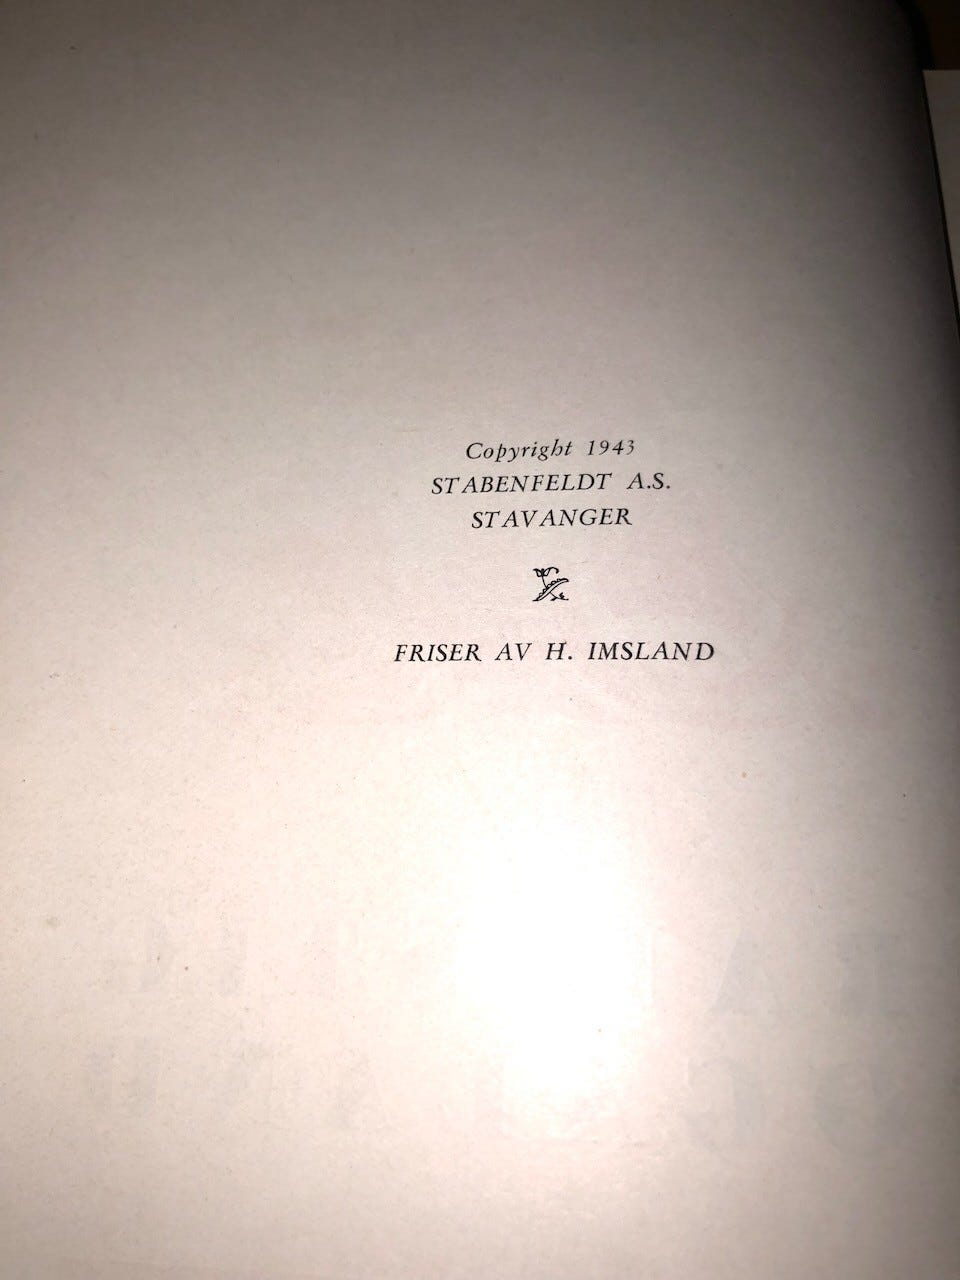 Copyright 1943
STABENFELDT A.S.
STAVANGER
FRISER AV H. IMSLAND